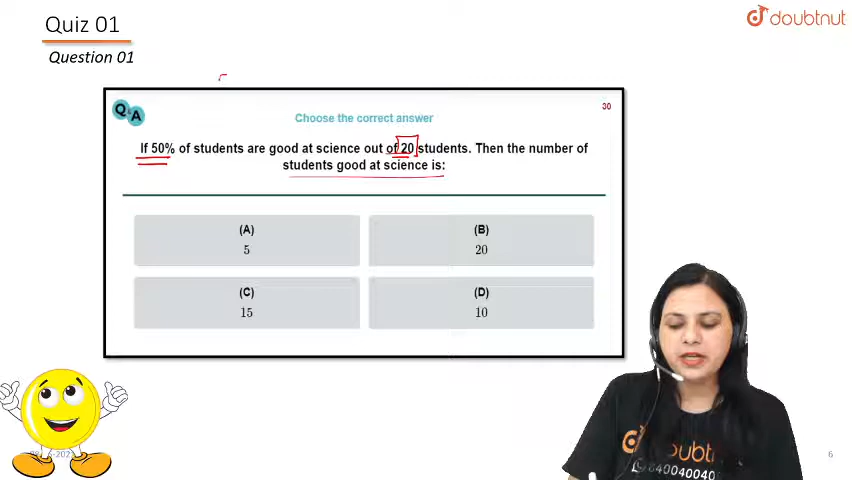 Quiz 01
doubtnut
Question 01
Q&A
30
Choose the correct answer
If 50% of students are good at science out of 20 students. Then the number of
students good at science is:
(A)
5
(B)
20
(C)
15
(D)
10
doubtnut
6